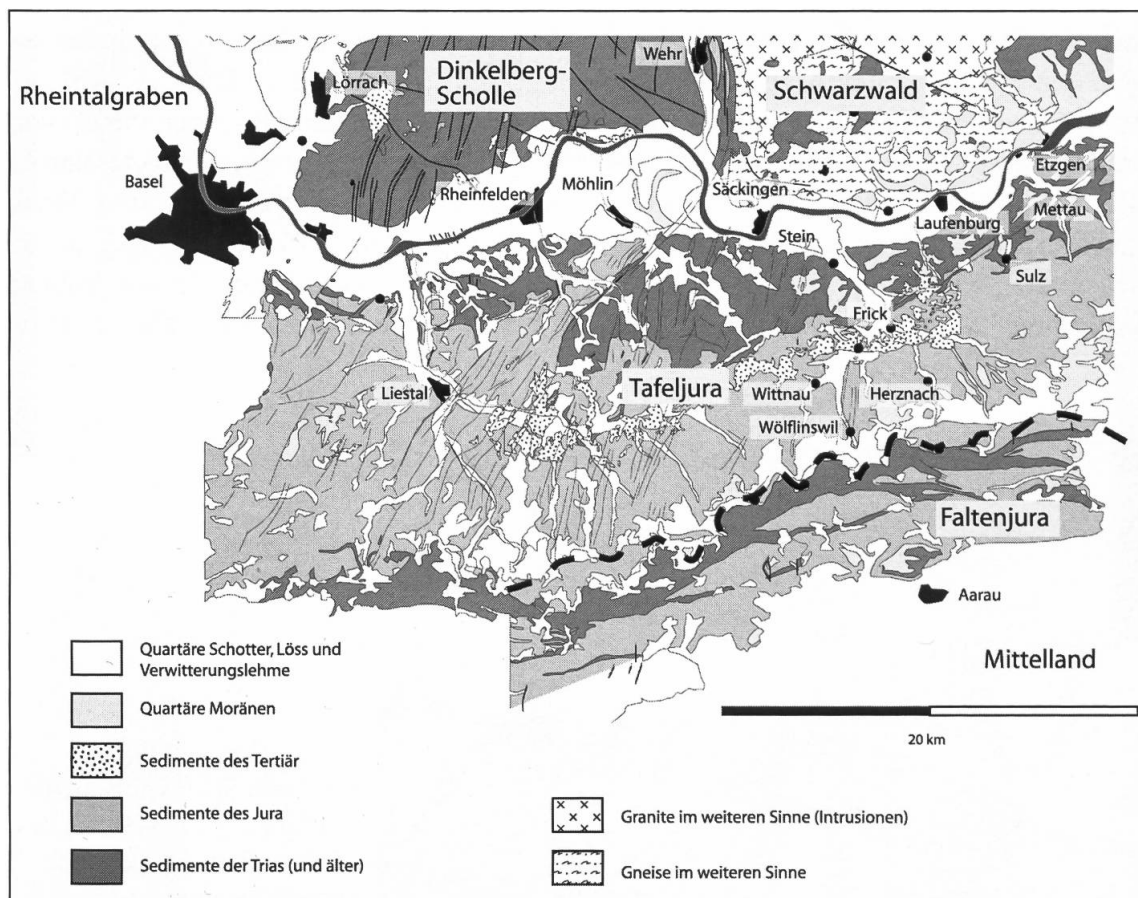 Rheintalgraben
Lörrach
Dinkelberg-
Scholle
Wehr
Schwarzwald
Basel
Rheinfelden
Möhlin
Säckingen
Etzgen
Laufenburg
Mettau
Stein
Sulz
Frick
Liestal
Tafeljura
Wittnau
Herznach
Wölflinswil
Faltenjura
Aarau
Mittelland
20 km
Quartäre Schotter, Löss und
Verwitterungslehme
Quartäre Moränen
Sedimente des Tertiär
Sedimente des Jura
Sedimente der Trias (und älter)
Granite im weiteren Sinne (Intrusionen)
Gneise im weiteren Sinne